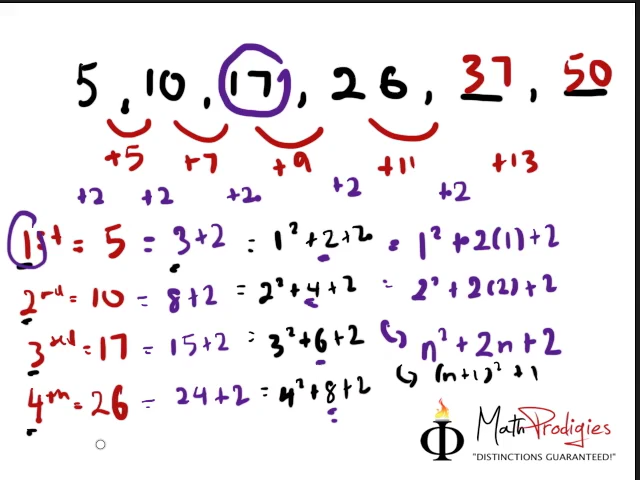 5, 10, 17, 26, 37, 50
+5 +7 +9 +11 +13
+2 +2 +2 +2 +2
1st = 5 = 3+2 = 1²+2+2 = 1²+2(1)+2
2nd = 10 = 8+2 = 2²+4+2 = 2²+2(2)+2
3rd = 17 = 15+2 = 3²+6+2 ↪ n²+2n+2
4th = 26 = 24+2 = 4²+8+2 ↪ (n+1)²+1
Math Prodigies
"DISTINCTIONS GUARANTEED!"